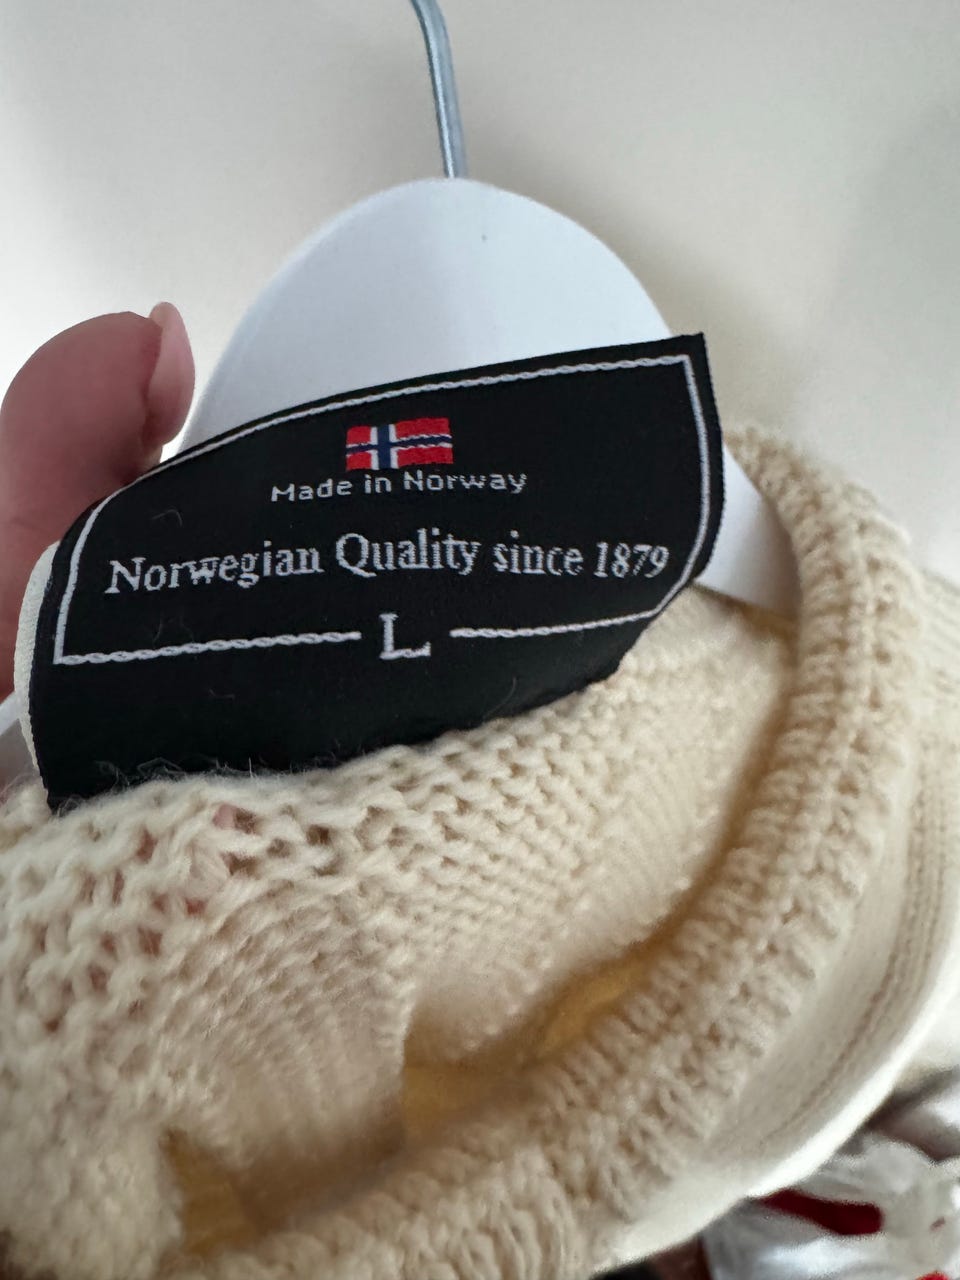 Made in Norway
Norwegian Quality since 1879
L